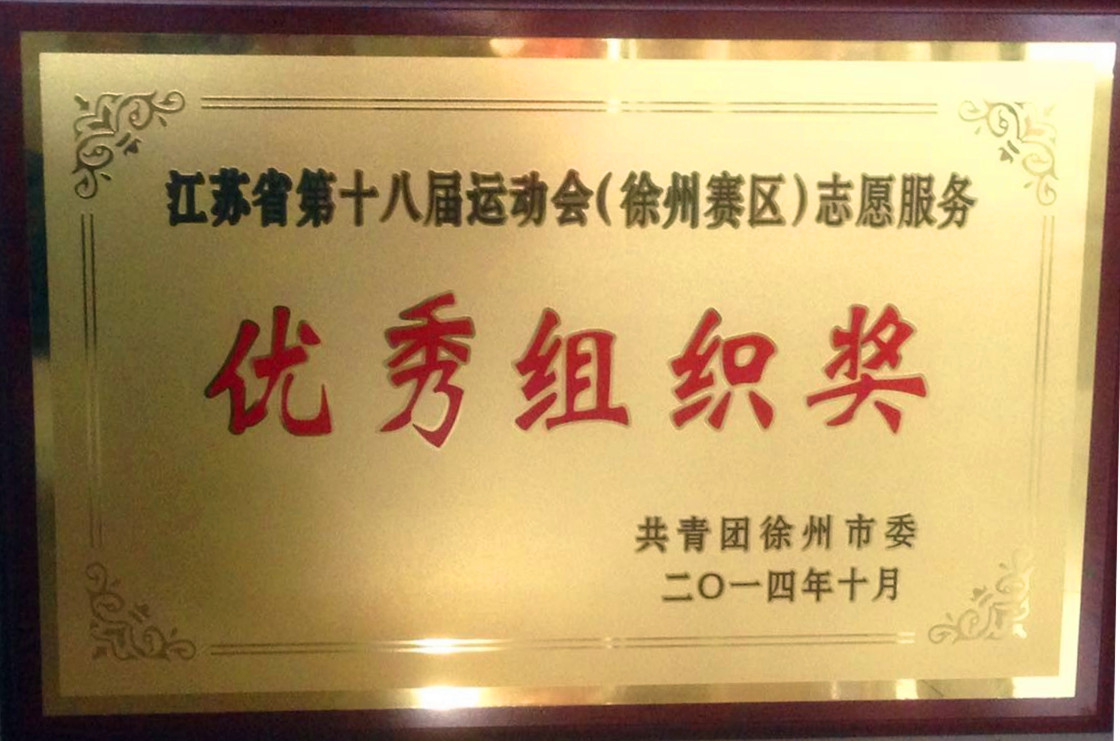 江苏省第十八届运动会(徐州赛区)志愿服务
优秀组织奖
共青团徐州市委
二〇一四年十月